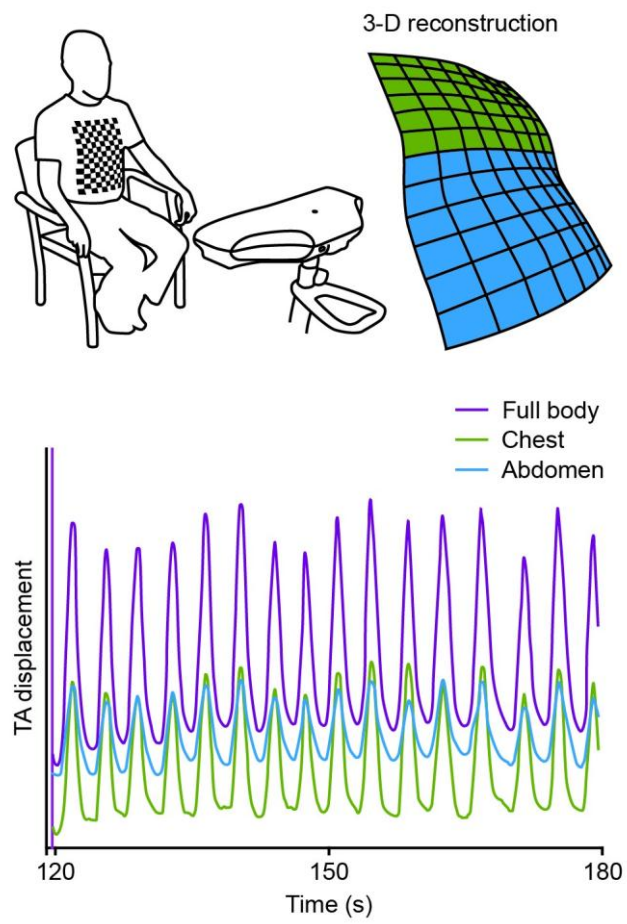 3-D reconstruction
Full body
Chest
Abdomen
TA displacement
120
150
180
Time (s)